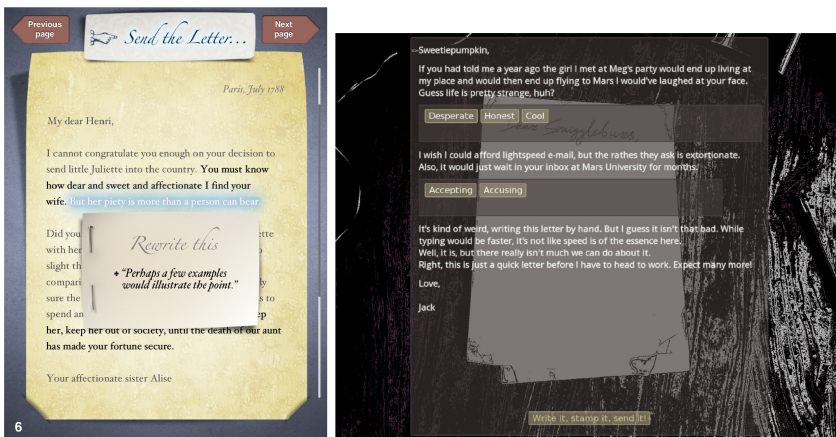 Previous
page
Send the Letter...
Next
page
Paris, July 1788
My dear Henri,
I cannot congratulate you enough on your decision to
send little Juliette into the country. You must know
how dear and sweet and affectionate I find your
wife. But her piety is more than a person can bear.
Did you
ette
with her
slight th
compari
ly
sure the
s to
spend an
ep
Rewrite this
"Perhaps a few examples
would illustrate the point."
her, keep her out of society, until the death of our aunt
has made your fortune secure.
Your affectionate sister Alise
6
Sweetiepumpkin,
If you had told me a year ago the girl I met at Meg's party would end up living at
my place and would then end up flying to Mars I would've laughed at your face.
Guess life is pretty strange, huh?
Desperate Honest Cool
Dear Snugglebuns,
I wish I could afford lightspeed e-mail, but the rathes they ask is extortionate.
Also, it would just wait in your inbox at Mars University for months.
Accepting Accusing
It's kind of weird, writing this letter by hand. But I guess it isn't that bad. While
typing would be faster, it's not like speed is of the essence here.
Well, it is, but there really isn't much we can do about it.
Right, this is just a quick letter before I have to head to work. Expect many more!
Love,
Jack
Write it, stamp it, send it!